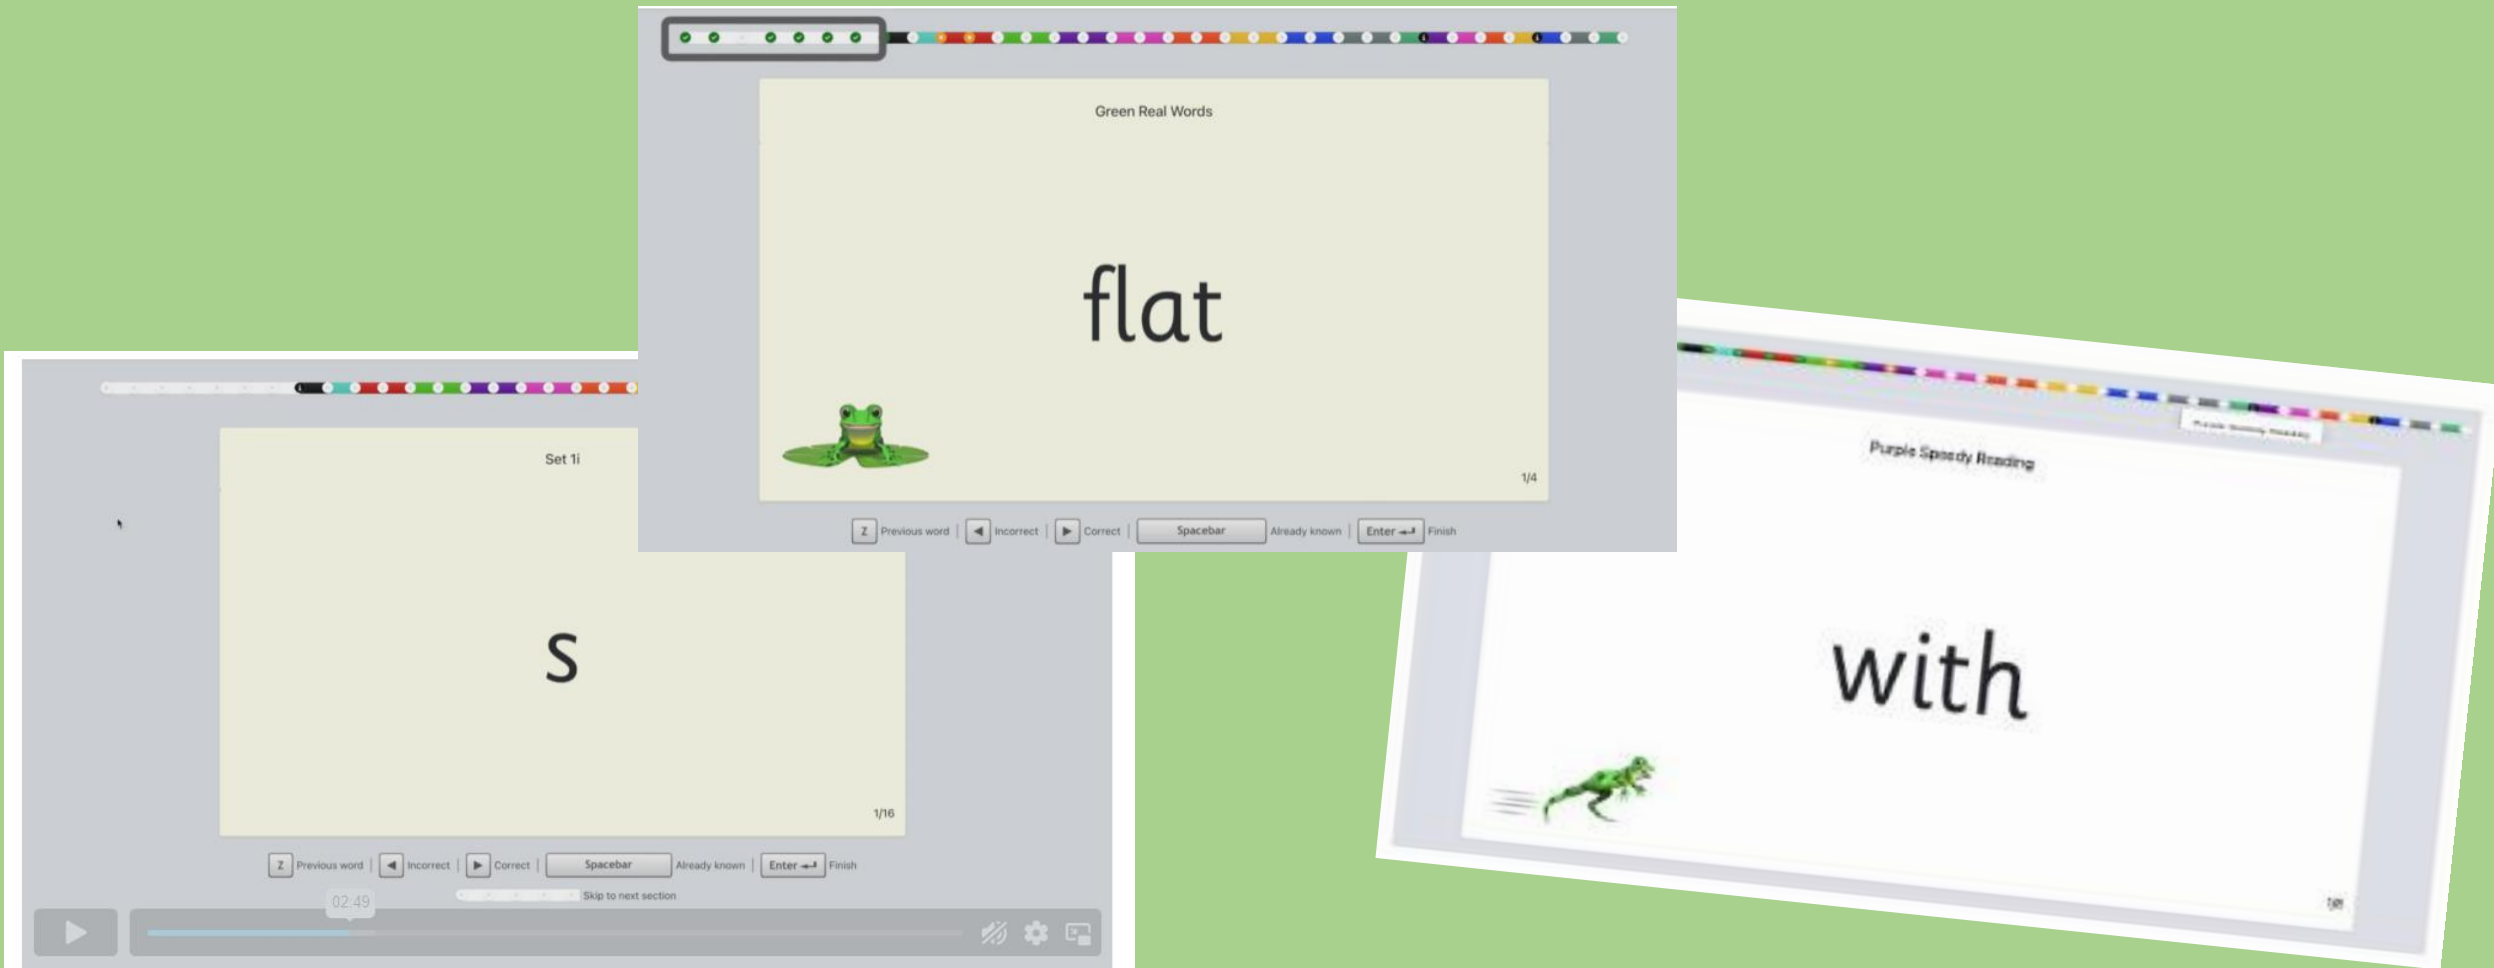 Green Real Words
flat
1/4
Z Previous word | Incorrect | Correct | Spacebar Already known | Enter Finish
Set 1i
s
1/16
Z Previous word | Incorrect | Correct | Spacebar Already known | Enter Finish
Skip to next section
02:49
Purple Speedy Reading
with